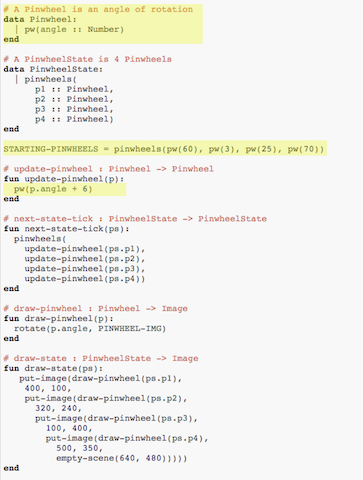 # A Pinwheel is an angle of rotation
data Pinwheel:
  | pw(angle :: Number)
end

# A PinwheelState is 4 Pinwheels
data PinwheelState:
  | pinwheels(
      p1 :: Pinwheel,
      p2 :: Pinwheel,
      p3 :: Pinwheel,
      p4 :: Pinwheel)
end

STARTING-PINWHEELS = pinwheels(pw(60), pw(3), pw(25), pw(70))

# update-pinwheel : Pinwheel -> Pinwheel
fun update-pinwheel(p):
  pw(p.angle + 6)
end

# next-state-tick : PinwheelState -> PinwheelState
fun next-state-tick(ps):
  pinwheels(
    update-pinwheel(ps.p1),
    update-pinwheel(ps.p2),
    update-pinwheel(ps.p3),
    update-pinwheel(ps.p4))
end

# draw-pinwheel : Pinwheel -> Image
fun draw-pinwheel(p):
  rotate(p.angle, PINWHEEL-IMG)
end

# draw-state : PinwheelState -> Image
fun draw-state(ps):
   put-image(draw-pinwheel(ps.p1),
    400, 100,
    put-image(draw-pinwheel(ps.p2),
      320, 240,
      put-image(draw-pinwheel(ps.p3),
        100, 400,
        put-image(draw-pinwheel(ps.p4),
          500, 350,
          empty-scene(640, 480)))))
end